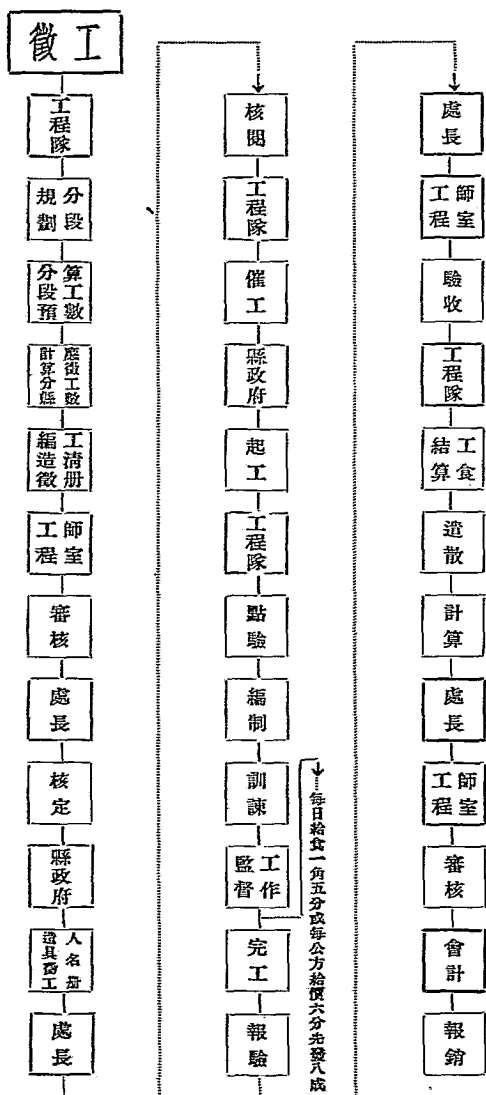 徵工
工程隊
規劃分段
分段預算工數
計算分縣應徵工數
編造徵工清册
工程師室
審核
處長
核定
縣政府
造具工人名册
處長
核閱
工程隊
催工
縣政府
起工
工程隊
點驗
編制
訓諫
監督工作
每日給食一角五分或每公方給價六分先發八成
完工
報驗
處長
工程師室
驗收
工程隊
結算工食
遣散
計算
處長
工程師室
審核
會計
報銷